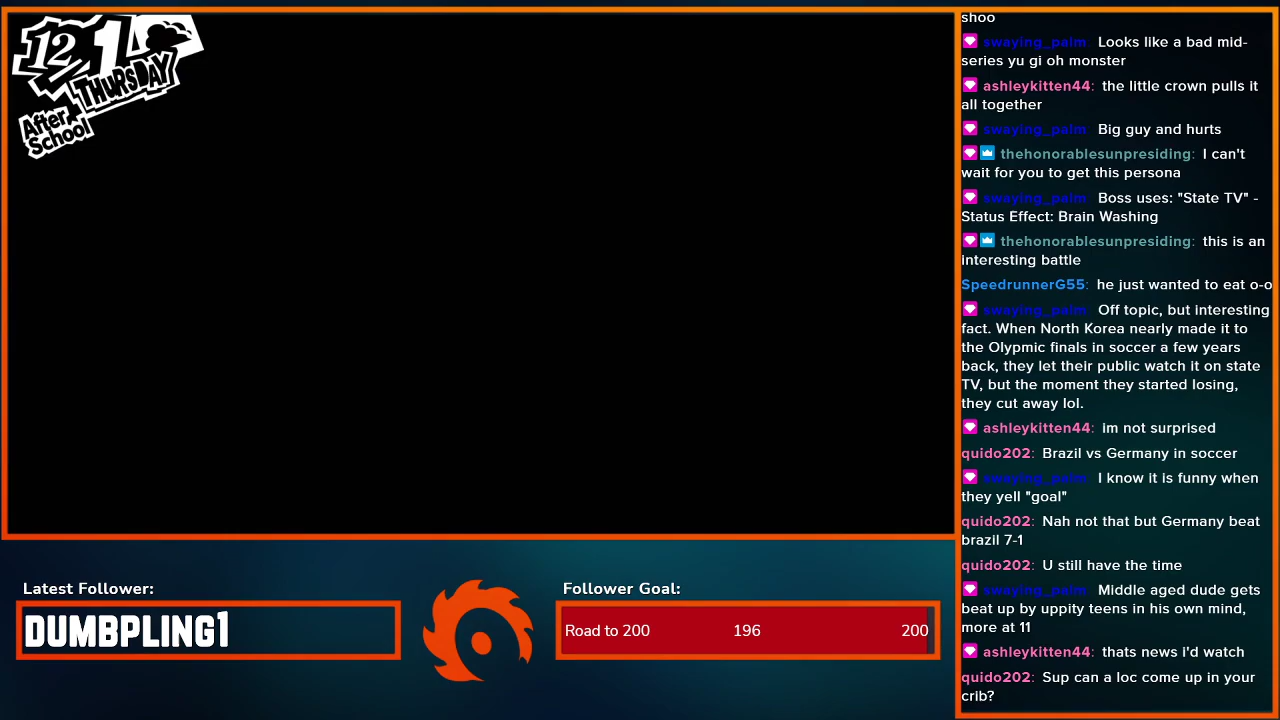 12 1
THURSDAY
After
School
shoo
swaying_palm: Looks like a bad mid-
series yu gi oh monster
ashleykitten44: the little crown pulls it
all together
swaying_palm: Big guy and hurts
thehonorablesunpresiding: I can't
wait for you to get this persona
swaying_palm: Boss uses: "State TV" -
Status Effect: Brain Washing
thehonorablesunpresiding: this is an
interesting battle
SpeedrunnerG55: he just wanted to eat o-o
swaying_palm: Off topic, but interesting
fact. When North Korea nearly made it to
the Olypmic finals in soccer a few years
back, they let their public watch it on state
TV, but the moment they started losing,
they cut away lol.
ashleykitten44: im not surprised
quido202: Brazil vs Germany in soccer
swaying_palm: I know it is funny when
they yell "goal"
quido202: Nah not that but Germany beat
brazil 7-1
quido202: U still have the time
swaying_palm: Middle aged dude gets
beat up by uppity teens in his own mind,
more at 11
ashleykitten44: thats news i'd watch
quido202: Sup can a loc come up in your
crib?
Latest Follower:
DUMBPLING1
Follower Goal:
Road to 200 196 200